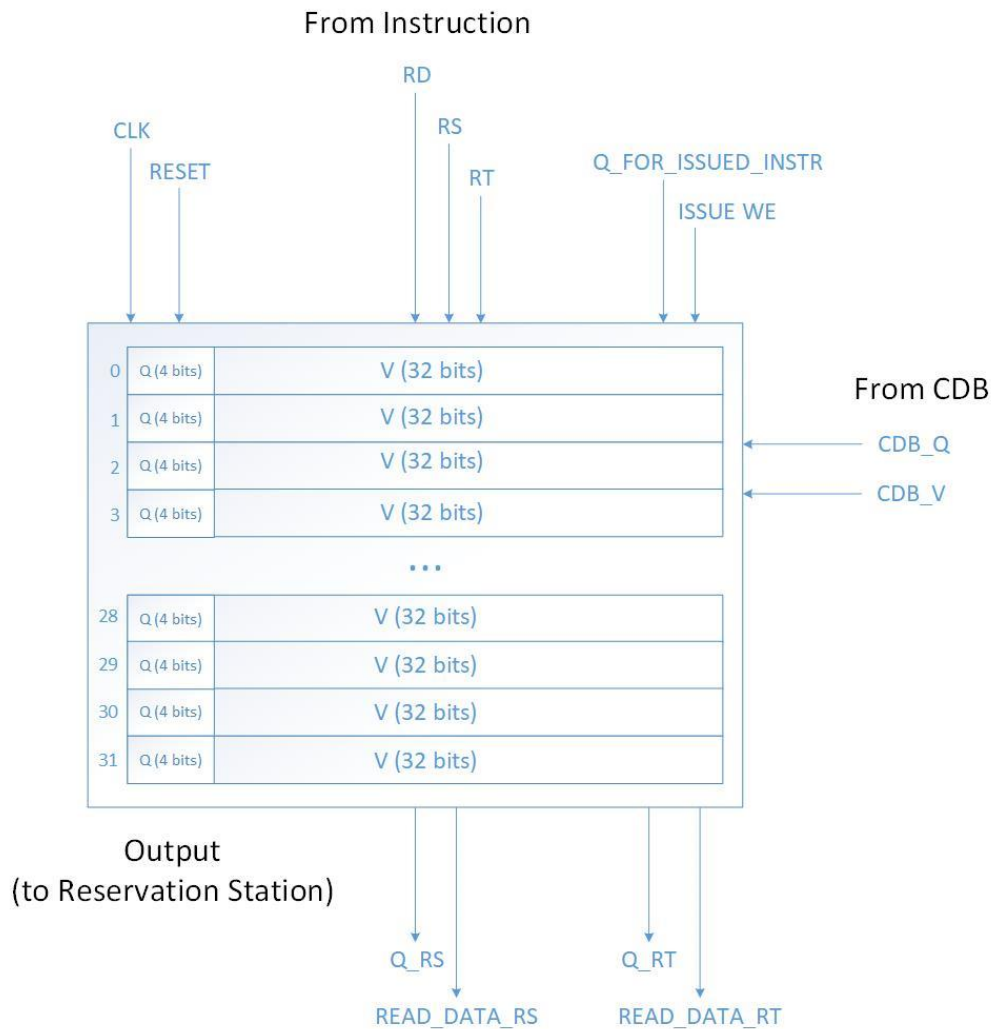 From Instruction
RD
RS
CLK
Q_FOR_ISSUED_INSTR
RESET
RT
ISSUE WE
0 Q (4 bits) V (32 bits)
1 Q (4 bits) V (32 bits)
2 Q (4 bits) V (32 bits)
3 Q (4 bits) V (32 bits)
...
28 Q (4 bits) V (32 bits)
29 Q (4 bits) V (32 bits)
30 Q (4 bits) V (32 bits)
31 Q (4 bits) V (32 bits)
From CDB
CDB_Q
CDB_V
Output
(to Reservation Station)
Q_RS
Q_RT
READ_DATA_RS
READ_DATA_RT